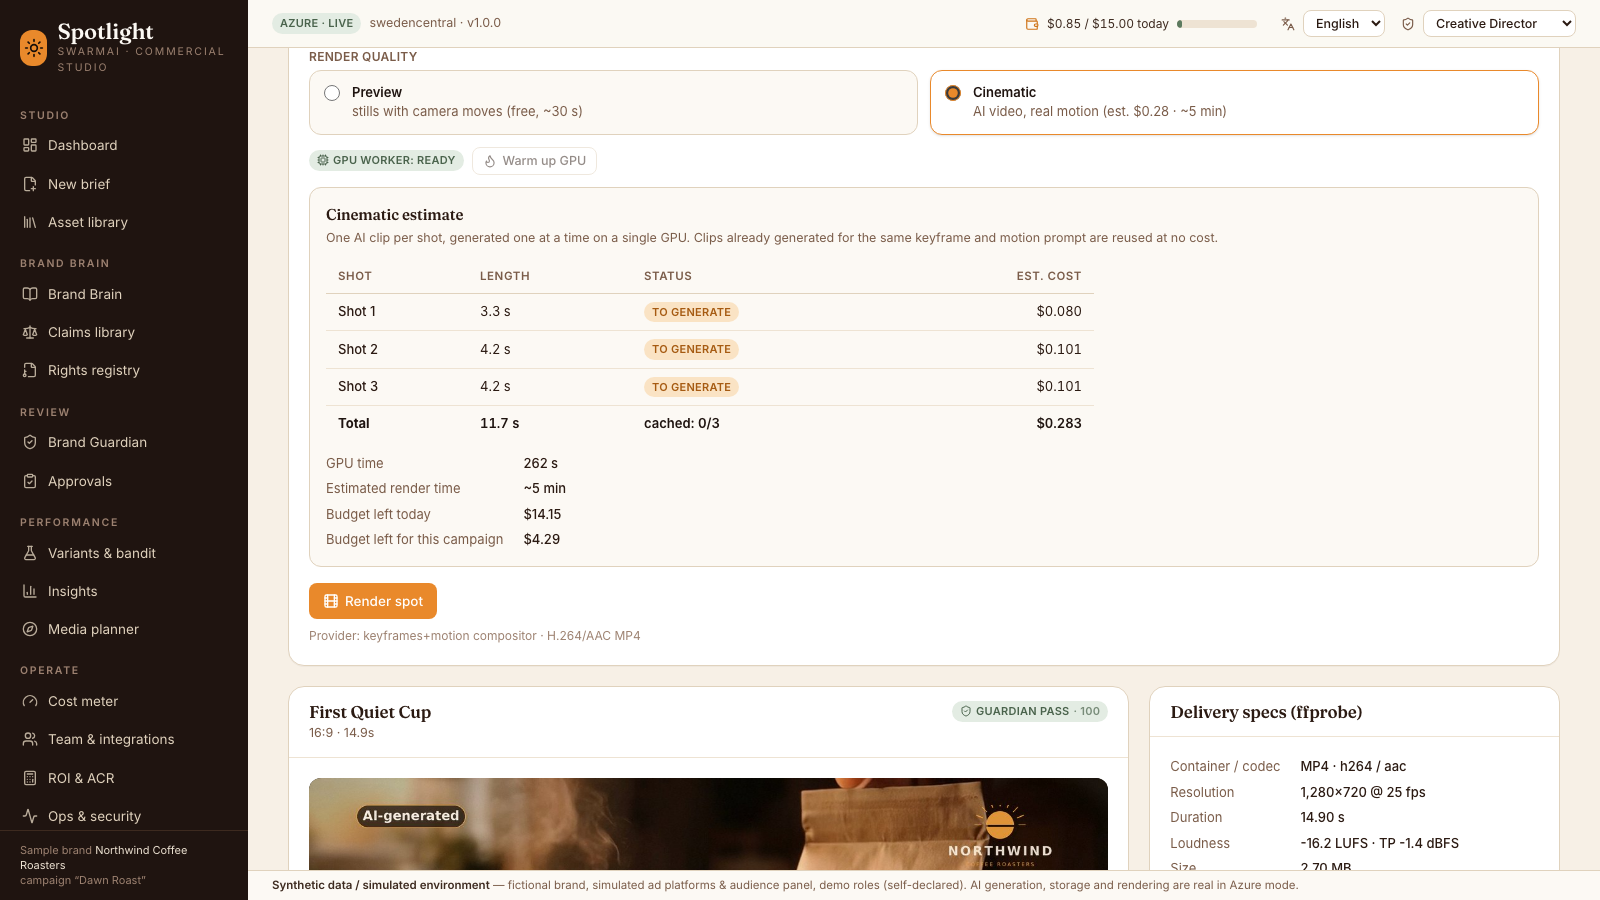 Spotlight
SWARMAI · COMMERCIAL
STUDIO
STUDIO
Dashboard
New brief
Asset library
BRAND BRAIN
Brand Brain
Claims library
Rights registry
REVIEW
Brand Guardian
Approvals
PERFORMANCE
Variants & bandit
Insights
Media planner
OPERATE
Cost meter
Team & integrations
ROI & ACR
Ops & security
Sample brand Northwind Coffee
Roasters
campaign “Dawn Roast”
AZURE · LIVE swedencentral · v1.0.0
$0.85 / $15.00 today English Creative Director
RENDER QUALITY
Preview
stills with camera moves (free, ~30 s)
Cinematic
AI video, real motion (est. $0.28 · ~5 min)
GPU WORKER: READY Warm up GPU
Cinematic estimate
One AI clip per shot, generated one at a time on a single GPU. Clips already generated for the same keyframe and motion prompt are reused at no cost.
SHOT LENGTH STATUS EST. COST
Shot 1 3.3 s TO GENERATE $0.080
Shot 2 4.2 s TO GENERATE $0.101
Shot 3 4.2 s TO GENERATE $0.101
Total 11.7 s cached: 0/3 $0.283
GPU time 262 s
Estimated render time ~5 min
Budget left today $14.15
Budget left for this campaign $4.29
Render spot
Provider: keyframes+motion compositor · H.264/AAC MP4
First Quiet Cup
16:9 · 14.9s
GUARDIAN PASS · 100
AI-generated
NORTHWIND
COFFEE ROASTERS
Delivery specs (ffprobe)
Container / codec MP4 · h264 / aac
Resolution 1,280×720 @ 25 fps
Duration 14.90 s
Loudness -16.2 LUFS · TP -1.4 dBFS
Size 2.70 MB
Synthetic data / simulated environment — fictional brand, simulated ad platforms & audience panel, demo roles (self-declared). AI generation, storage and rendering are real in Azure mode.